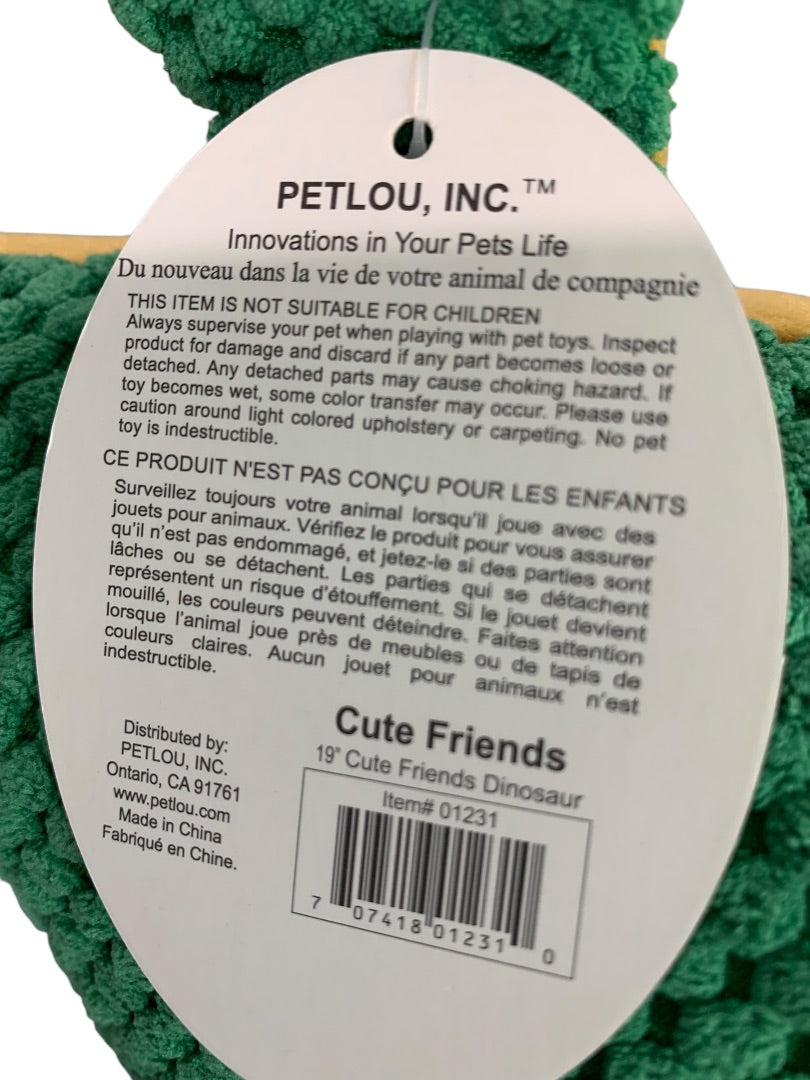 PETLOU, INC.™
Innovations in Your Pets Life
Du nouveau dans la vie de votre animal de compagnie
THIS ITEM IS NOT SUITABLE FOR CHILDREN
Always supervise your pet when playing with pet toys. Inspect
product for damage and discard if any part becomes loose or
detached. Any detached parts may cause choking hazard. If
toy becomes wet, some color transfer may occur. Please use
caution around light colored upholstery or carpeting. No pet
toy is indestructible.
CE PRODUIT N'EST PAS CONÇU POUR LES ENFANTS
Surveillez toujours votre animal lorsqu'il joue avec des
jouets pour animaux. Vérifiez le produit pour vous assurer
qu'il n'est pas endommagé, et jetez-le si des parties sont
lâches ou se détachent. Les parties qui se détachent
représentent un risque d'étouffement. Si le jouet devient
mouillé, les couleurs peuvent déteindre. Faites attention
lorsque l'animal joue près de meubles ou de tapis de
couleurs claires. Aucun jouet pour animaux n'est
indestructible.
Distributed by:
PETLOU, INC.
Ontario, CA 91761
www.petlou.com
Made in China
Fabriqué en Chine.
Cute Friends
19" Cute Friends Dinosaur
Item# 01231
7 07418 01231 0